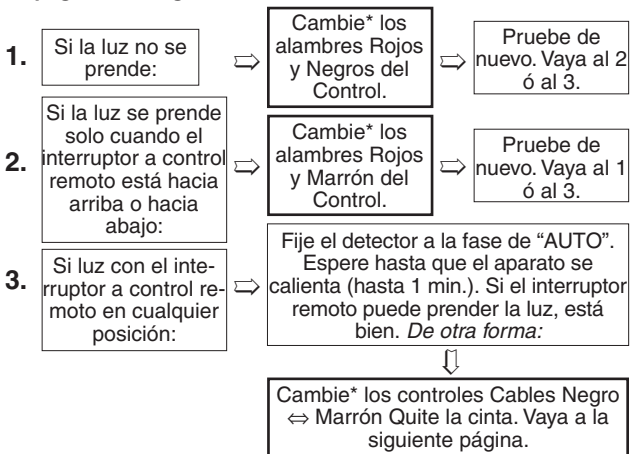 1.
Si la luz no se
prende:
Cambie* los
alambres Rojos
y Negros del
Control.
Pruebe de
nuevo. Vaya al 2
ó al 3.
2.
Si la luz se prende
solo cuando el
interruptor a control
remoto está hacia
arriba o hacia
abajo:
Cambie* los
alambres Rojos
y Marrón del
Control.
Pruebe de
nuevo. Vaya al 1
ó al 3.
3.
Si luz con el inte-
rruptor a control re-
moto en cualquier
posición:
Fije el detector a la fase de “AUTO”.
Espere hasta que el aparato se
calienta (hasta 1 min.). Si el interruptor
remoto puede prender la luz, está
bien. De otra forma:
Cambie* los controles Cables Negro
⇔ Marrón Quite la cinta. Vaya a la
siguiente página.